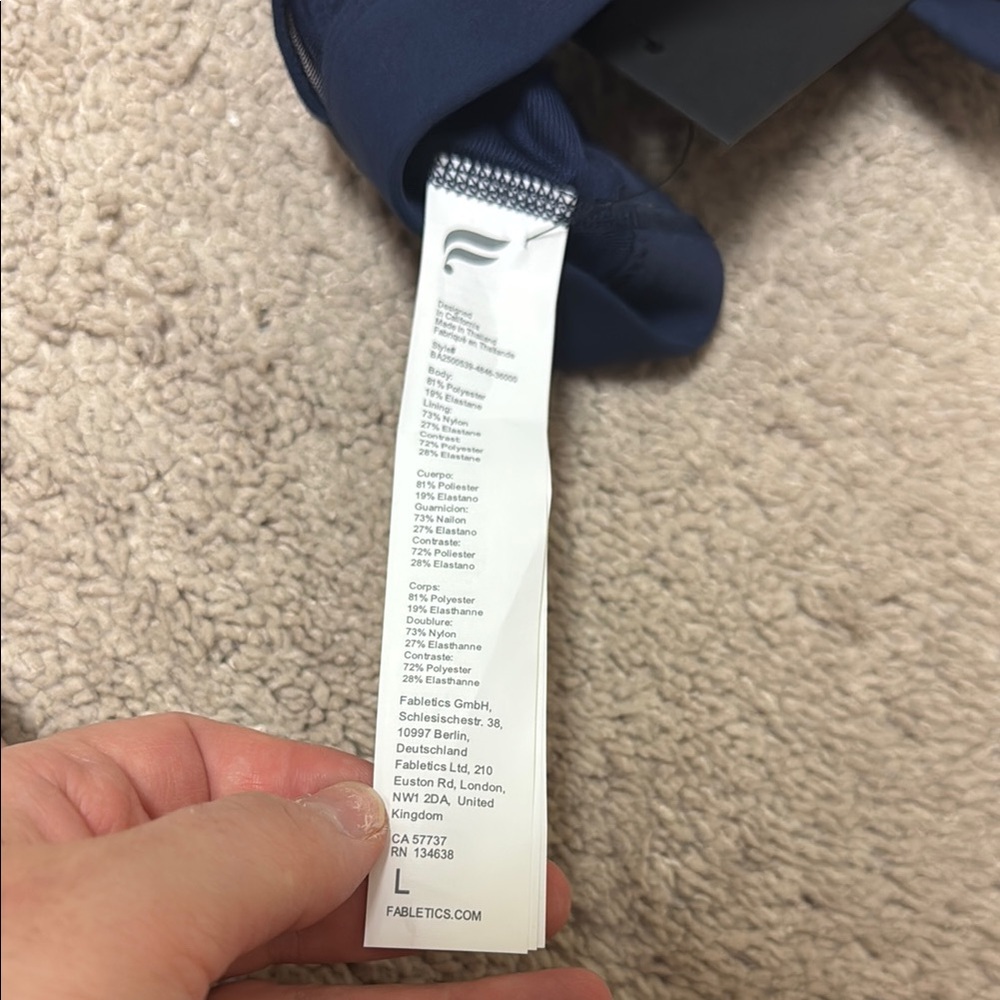 Designed
In California
Made in Thailand
Fabriqué en Thaïlande
Style#
Body:
81% Polyester
19% Elastane
Lining:
73% Nylon
27% Elastane
Contrast:
72% Polyester
28% Elastane
Cuerpo:
81% Poliester
19% Elastano
Guarnicion:
73% Nailon
27% Elastano
Contraste:
72% Poliester
28% Elastano
Corps:
81% Polyester
19% Elasthanne
Doublure:
73% Nylon
27% Elasthanne
Contraste:
72% Polyester
28% Elasthanne
Fabletics GmbH,
Schlesischestr. 38,
10997 Berlin,
Deutschland
Fabletics Ltd, 210
Euston Rd, London,
NW1 2DA, United
Kingdom
CA 57737
RN 134638
L
FABLETICS.COM